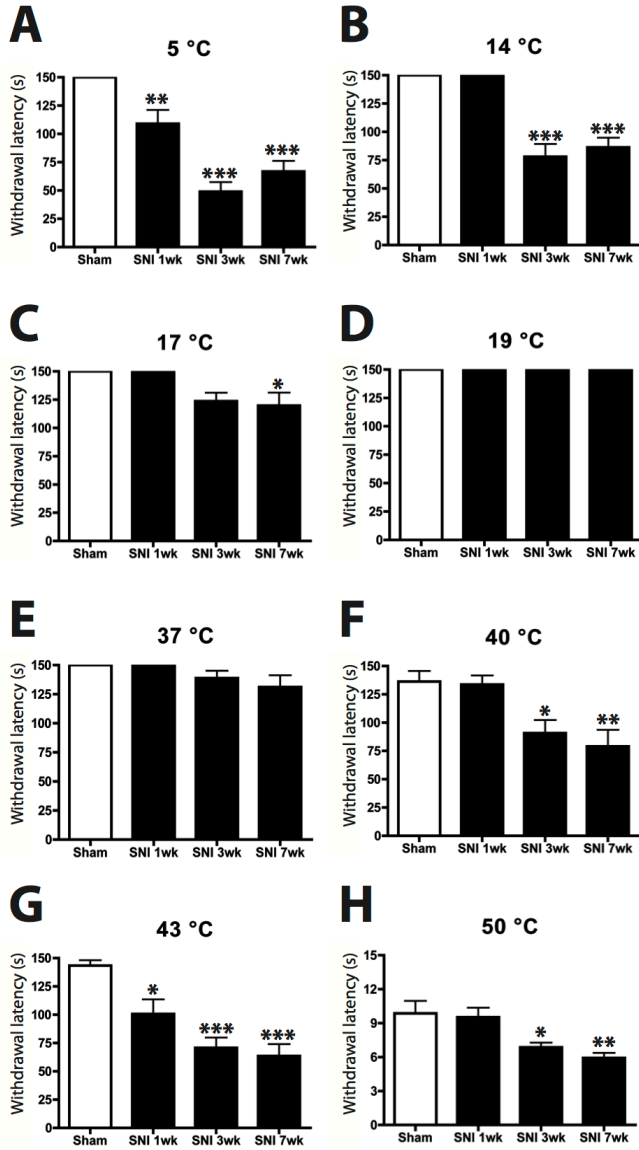 A
5 °C
Withdrawal latency (s)
150
125
100
75
50
25
0
**
***
***
Sham SNI 1wk SNI 3wk SNI 7wk
B
14 °C
Withdrawal latency (s)
150
125
100
75
50
25
0
***
***
Sham SNI 1wk SNI 3wk SNI 7wk
C
17 °C
Withdrawal latency (s)
150
125
100
75
50
25
0
*
Sham SNI 1wk SNI 3wk SNI 7wk
D
19 °C
Withdrawal latency (s)
150
125
100
75
50
25
0
Sham SNI 1wk SNI 3wk SNI 7wk
E
37 °C
Withdrawal latency (s)
150
125
100
75
50
25
0
Sham SNI 1wk SNI 3wk SNI 7wk
F
40 °C
Withdrawal latency (s)
150
125
100
75
50
25
0
*
**
Sham SNI 1wk SNI 3wk SNI 7wk
G
43 °C
Withdrawal latency (s)
150
125
100
75
50
25
0
*
***
***
Sham SNI 1wk SNI 3wk SNI 7wk
H
50 °C
Withdrawal latency (s)
15
12
9
6
3
0
*
**
Sham SNI 1wk SNI 3wk SNI 7wk